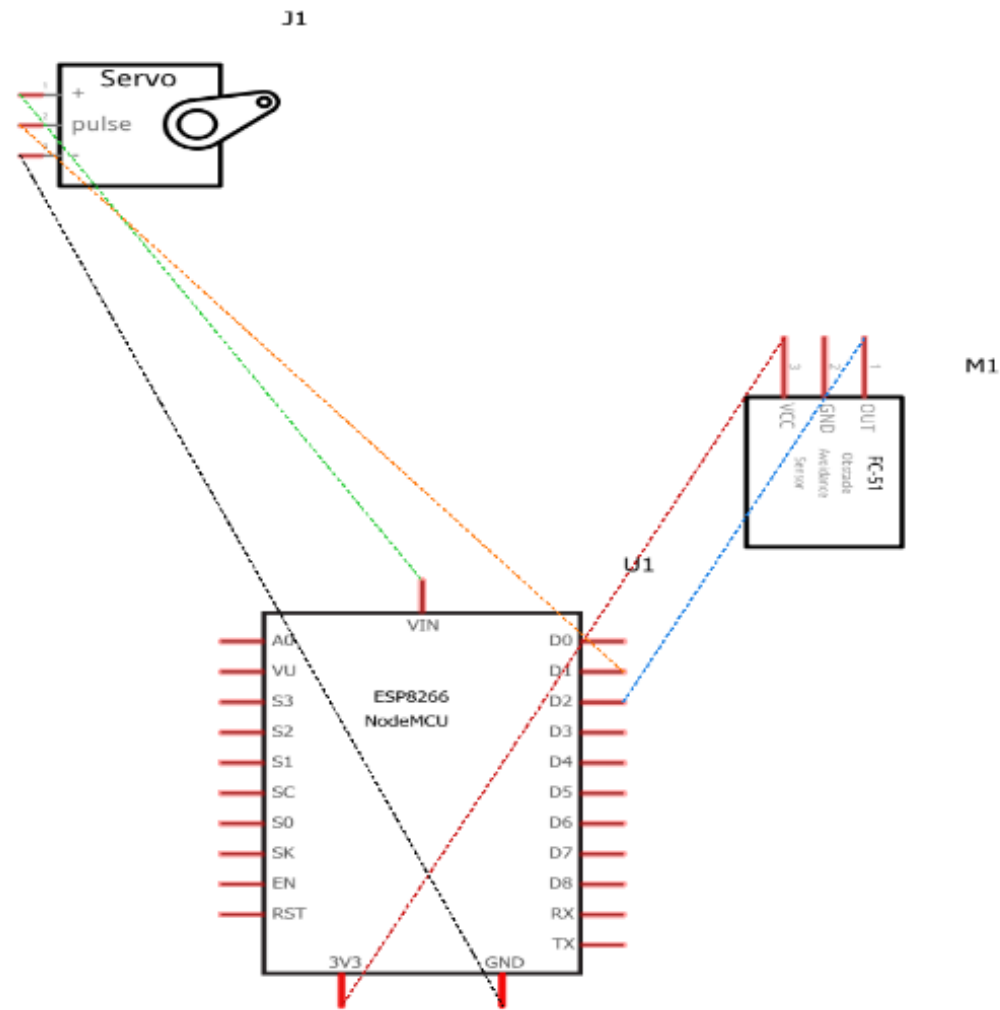 J1
Servo
1
+
2
pulse
3
-
M1
3
2
1
VCC
GND
OUT
Sensor
Avoidance
Obstacle
FC-51
U1
VIN
A0
VU
S3
S2
S1
SC
S0
SK
EN
RST
ESP8266
NodeMCU
D0
D1
D2
D3
D4
D5
D6
D7
D8
RX
TX
3V3
GND